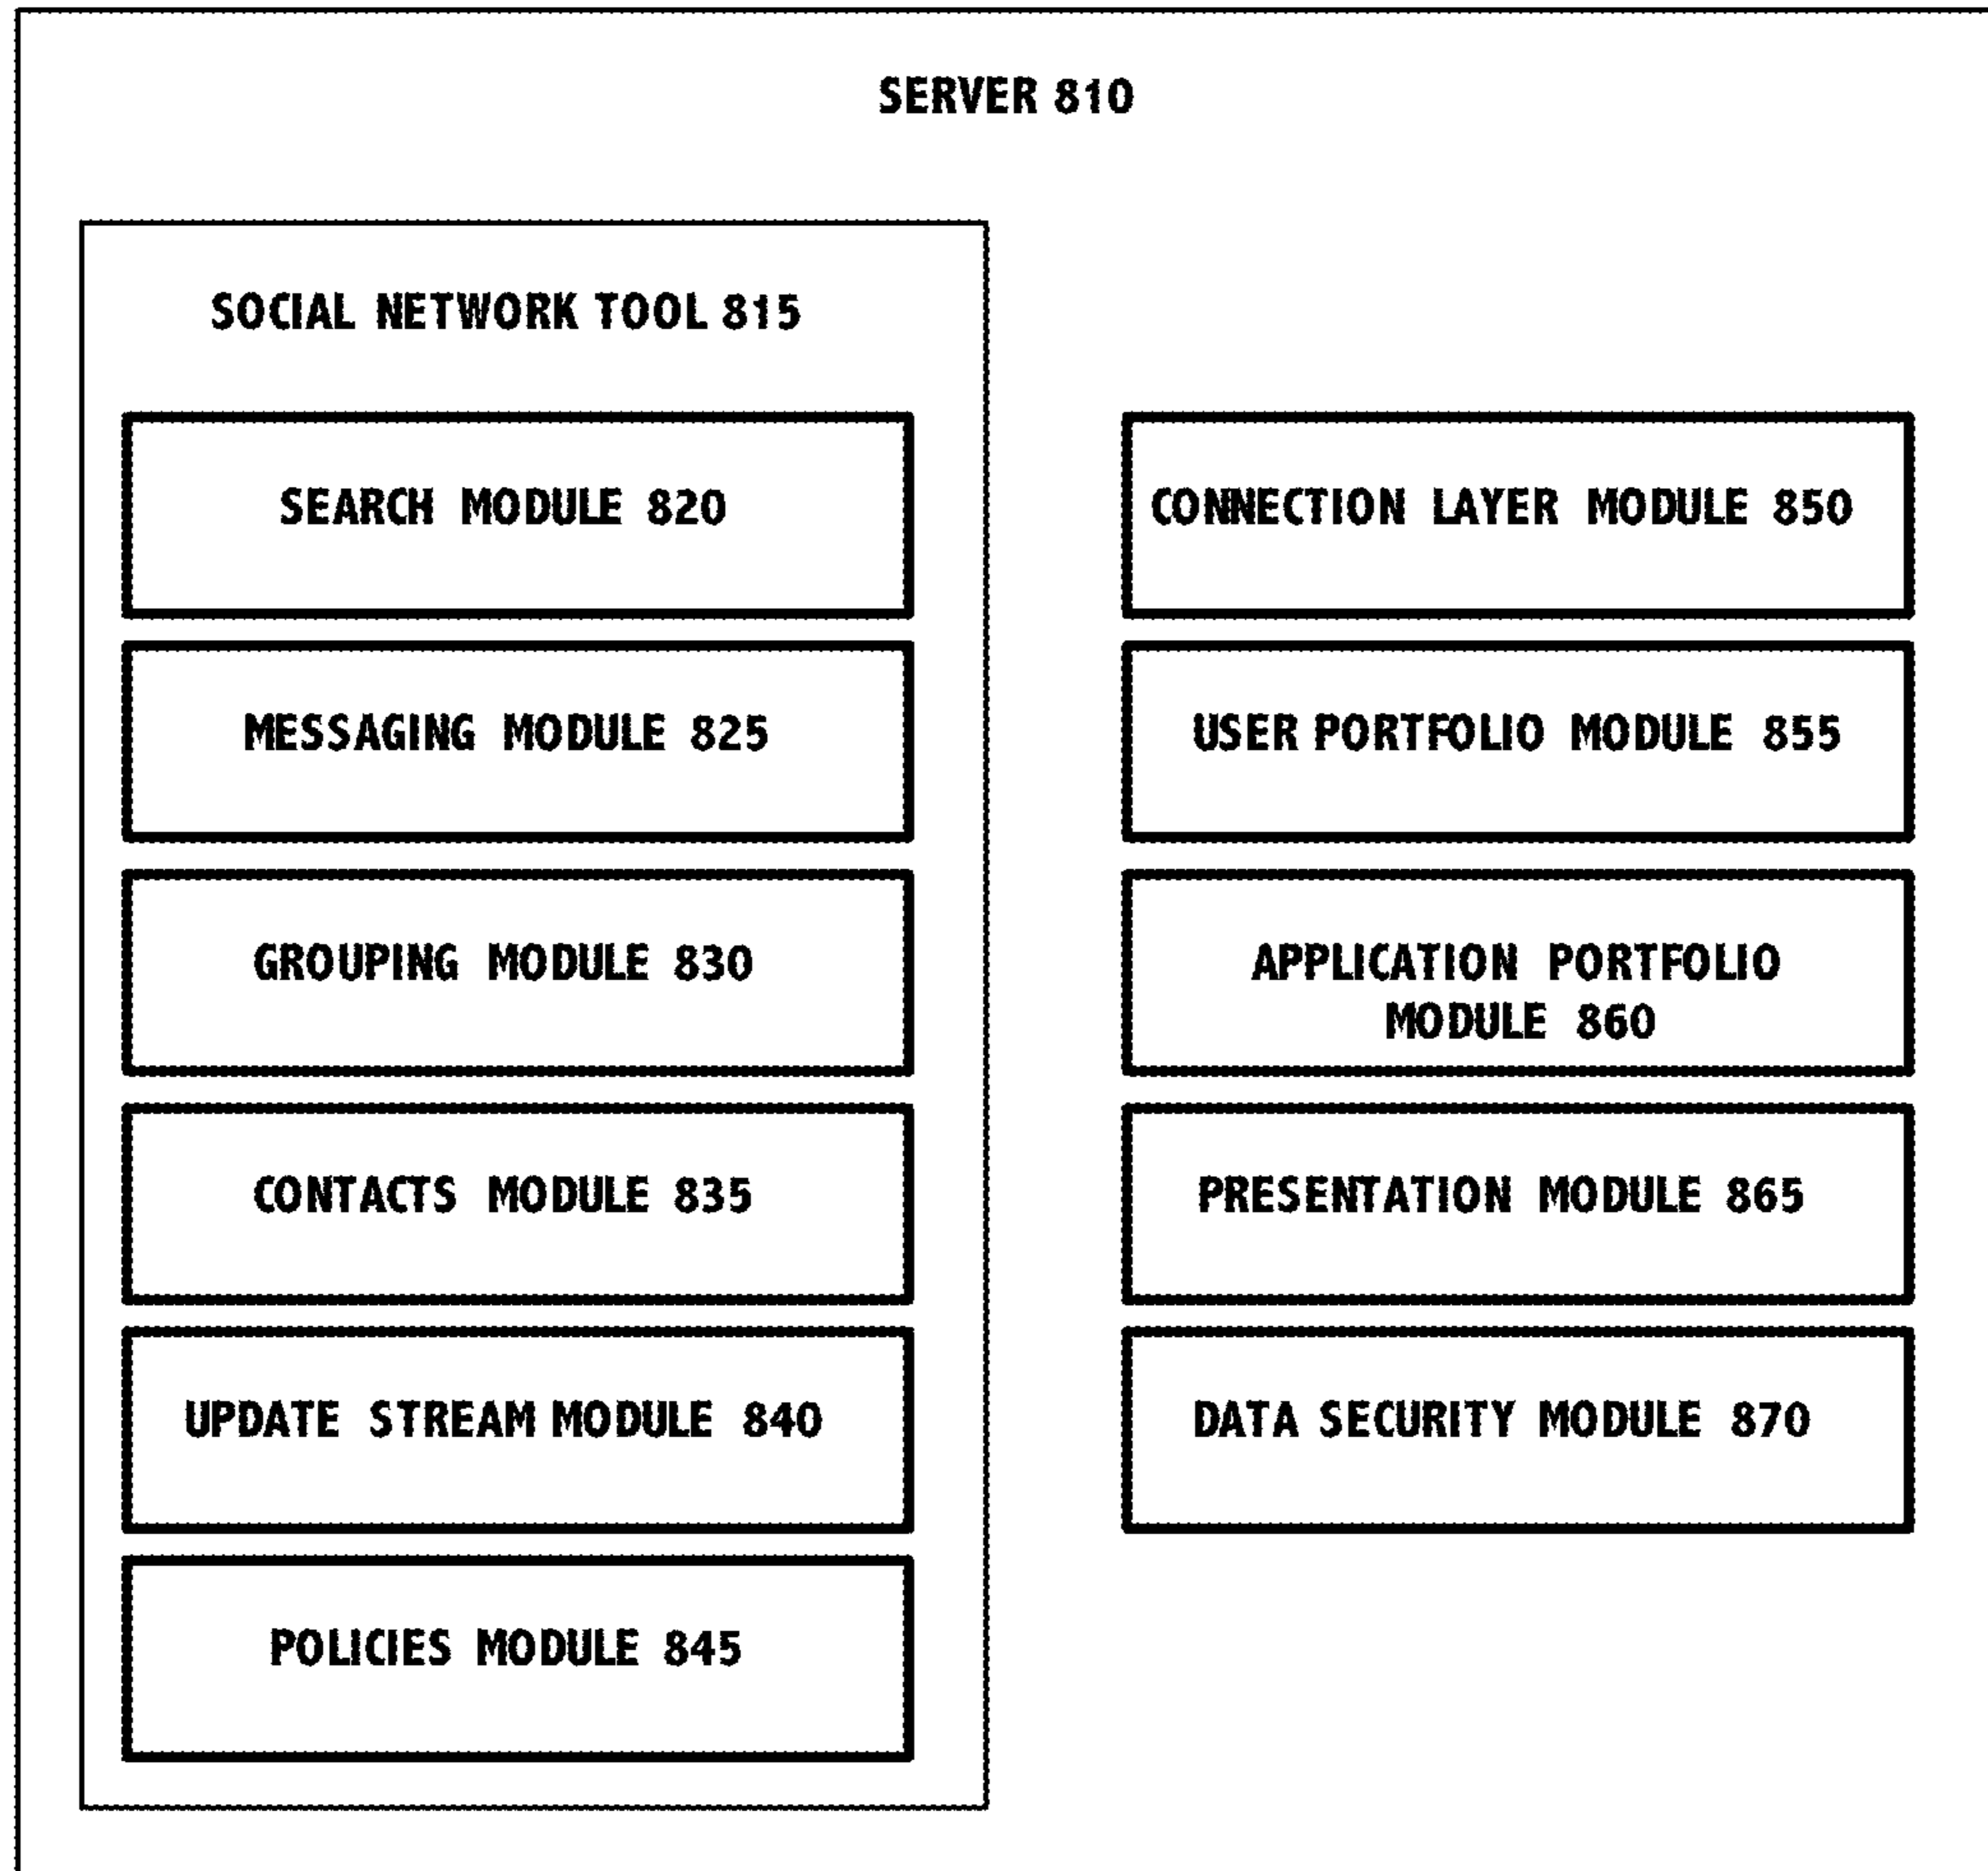 SERVER 810
SOCIAL NETWORK TOOL 815
SEARCH MODULE 820
MESSAGING MODULE 825
GROUPING MODULE 830
CONTACTS MODULE 835
UPDATE STREAM MODULE 840
POLICIES MODULE 845
CONNECTION LAYER MODULE 850
USER PORTFOLIO MODULE 855
APPLICATION PORTFOLIO
MODULE 860
PRESENTATION MODULE 865
DATA SECURITY MODULE 870